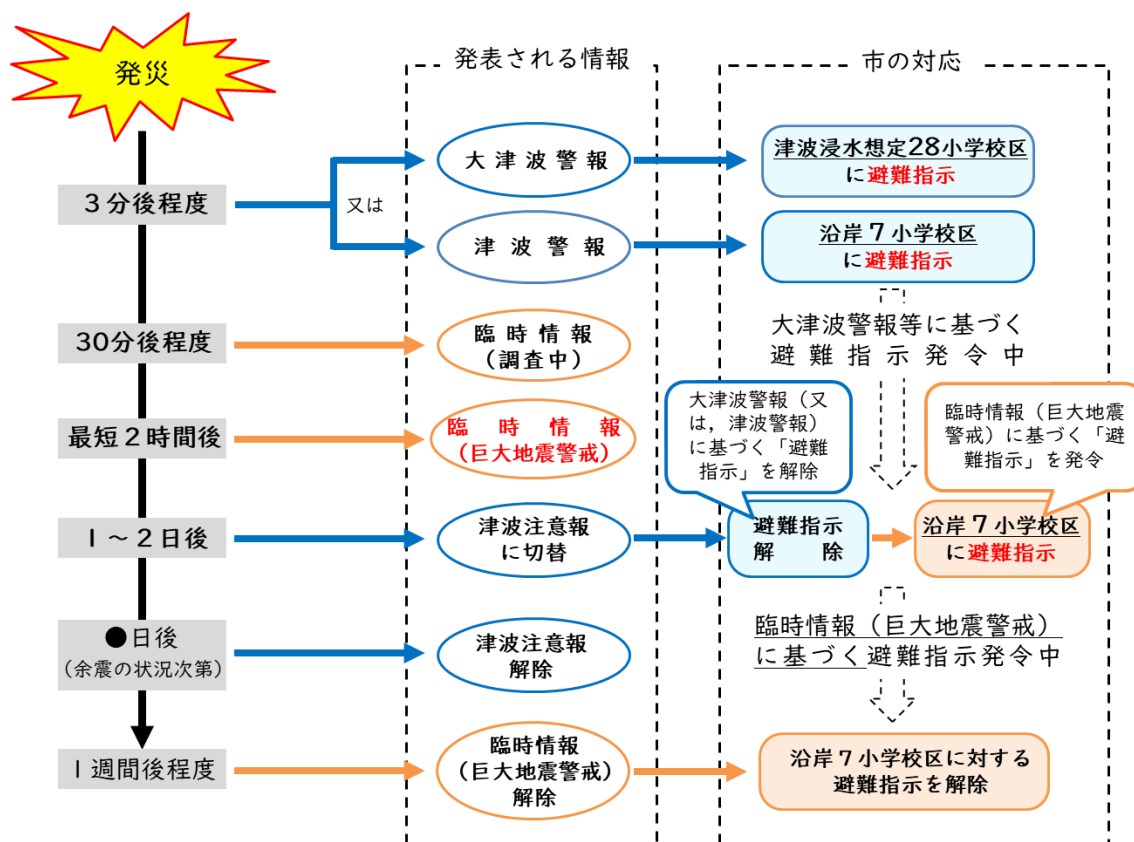 発災
発表される情報
市の対応
3分後程度
又は
大津波警報
津波浸水想定28小学校区
に避難指示
津波警報
沿岸7小学校区
に避難指示
30分後程度
臨時情報
(調査中)
大津波警報等に基づく
避難指示発令中
最短2時間後
臨時情報
(巨大地震警戒)
大津波警報(又
は,津波警報)
に基づく「避難
指示」を解除
臨時情報(巨大地震
警戒)に基づく「避
難指示」を発令
1～2日後
津波注意報
に切替
避難指示
解除
沿岸7小学校区
に避難指示
●日後
(余震の状況次第)
津波注意報
解除
臨時情報(巨大地震警戒)
に基づく避難指示発令中
1週間後程度
臨時情報
(巨大地震警戒)
解除
沿岸7小学校区に対する
避難指示を解除